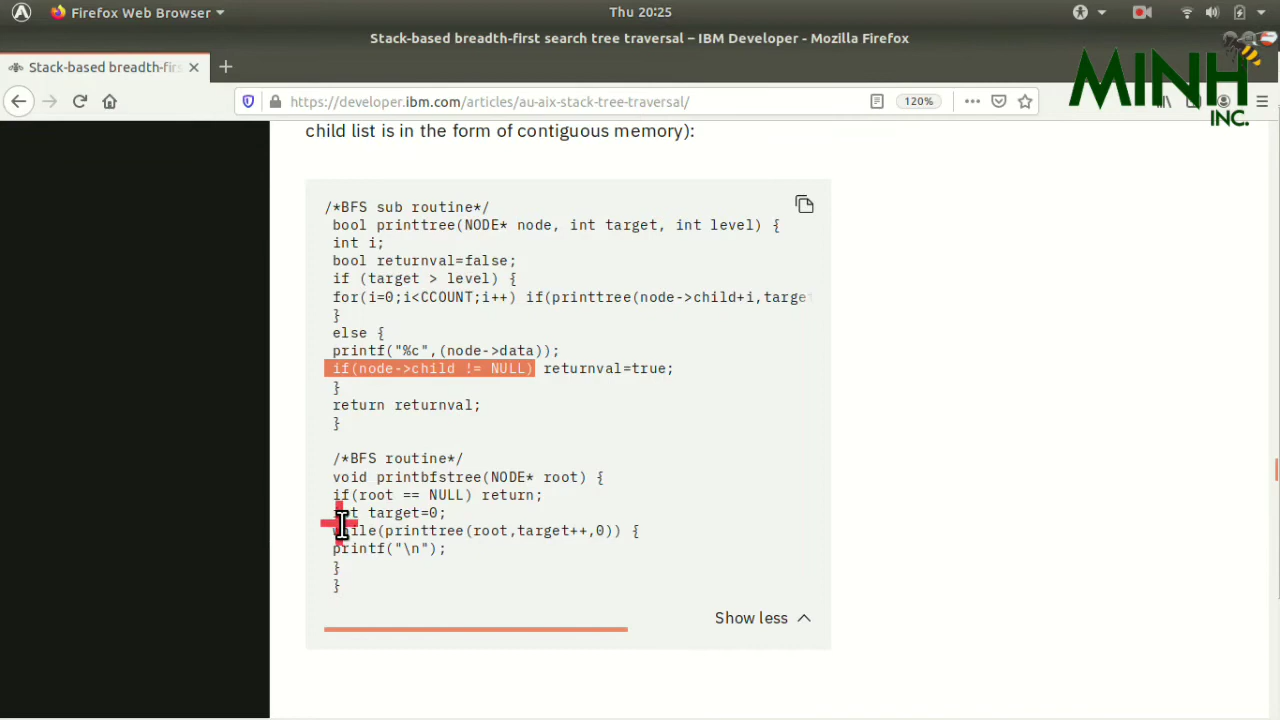 Firefox Web Browser
Thu 20:25
Stack-based breadth-first search tree traversal – IBM Developer - Mozilla Firefox
Stack-based breadth-firs
MINH
INC.
https://developer.ibm.com/articles/au-aix-stack-tree-traversal/
120%
child list is in the form of contiguous memory):
/*BFS sub routine*/
bool printtree(NODE* node, int target, int level) {
int i;
bool returnval=false;
if (target > level) {
for(i=0;i<CCOUNT;i++) if(printtree(node->child+i,targe
}
else {
printf("%c",(node->data));
if(node->child != NULL) returnval=true;
}
return returnval;
}
/*BFS routine*/
void printbfstree(NODE* root) {
if(root == NULL) return;
int target=0;
while(printtree(root,target++,0)) {
printf("\n");
}
}
Show less